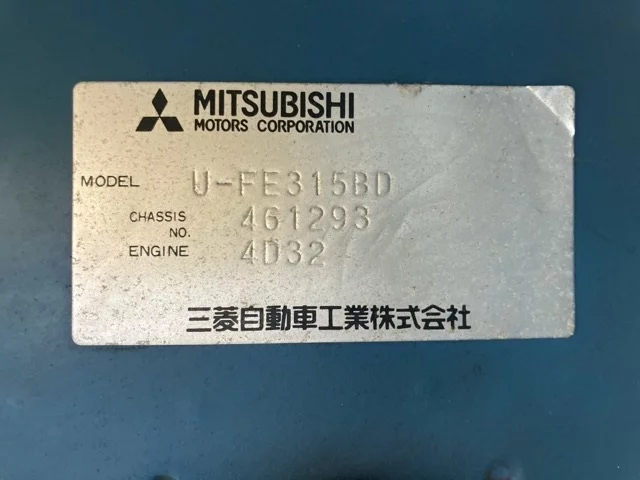 MITSUBISHI
MOTORS CORPORATION
MODEL U-FE315BD
CHASSIS NO. 461293
ENGINE 4D32
三菱自動車工業株式会社